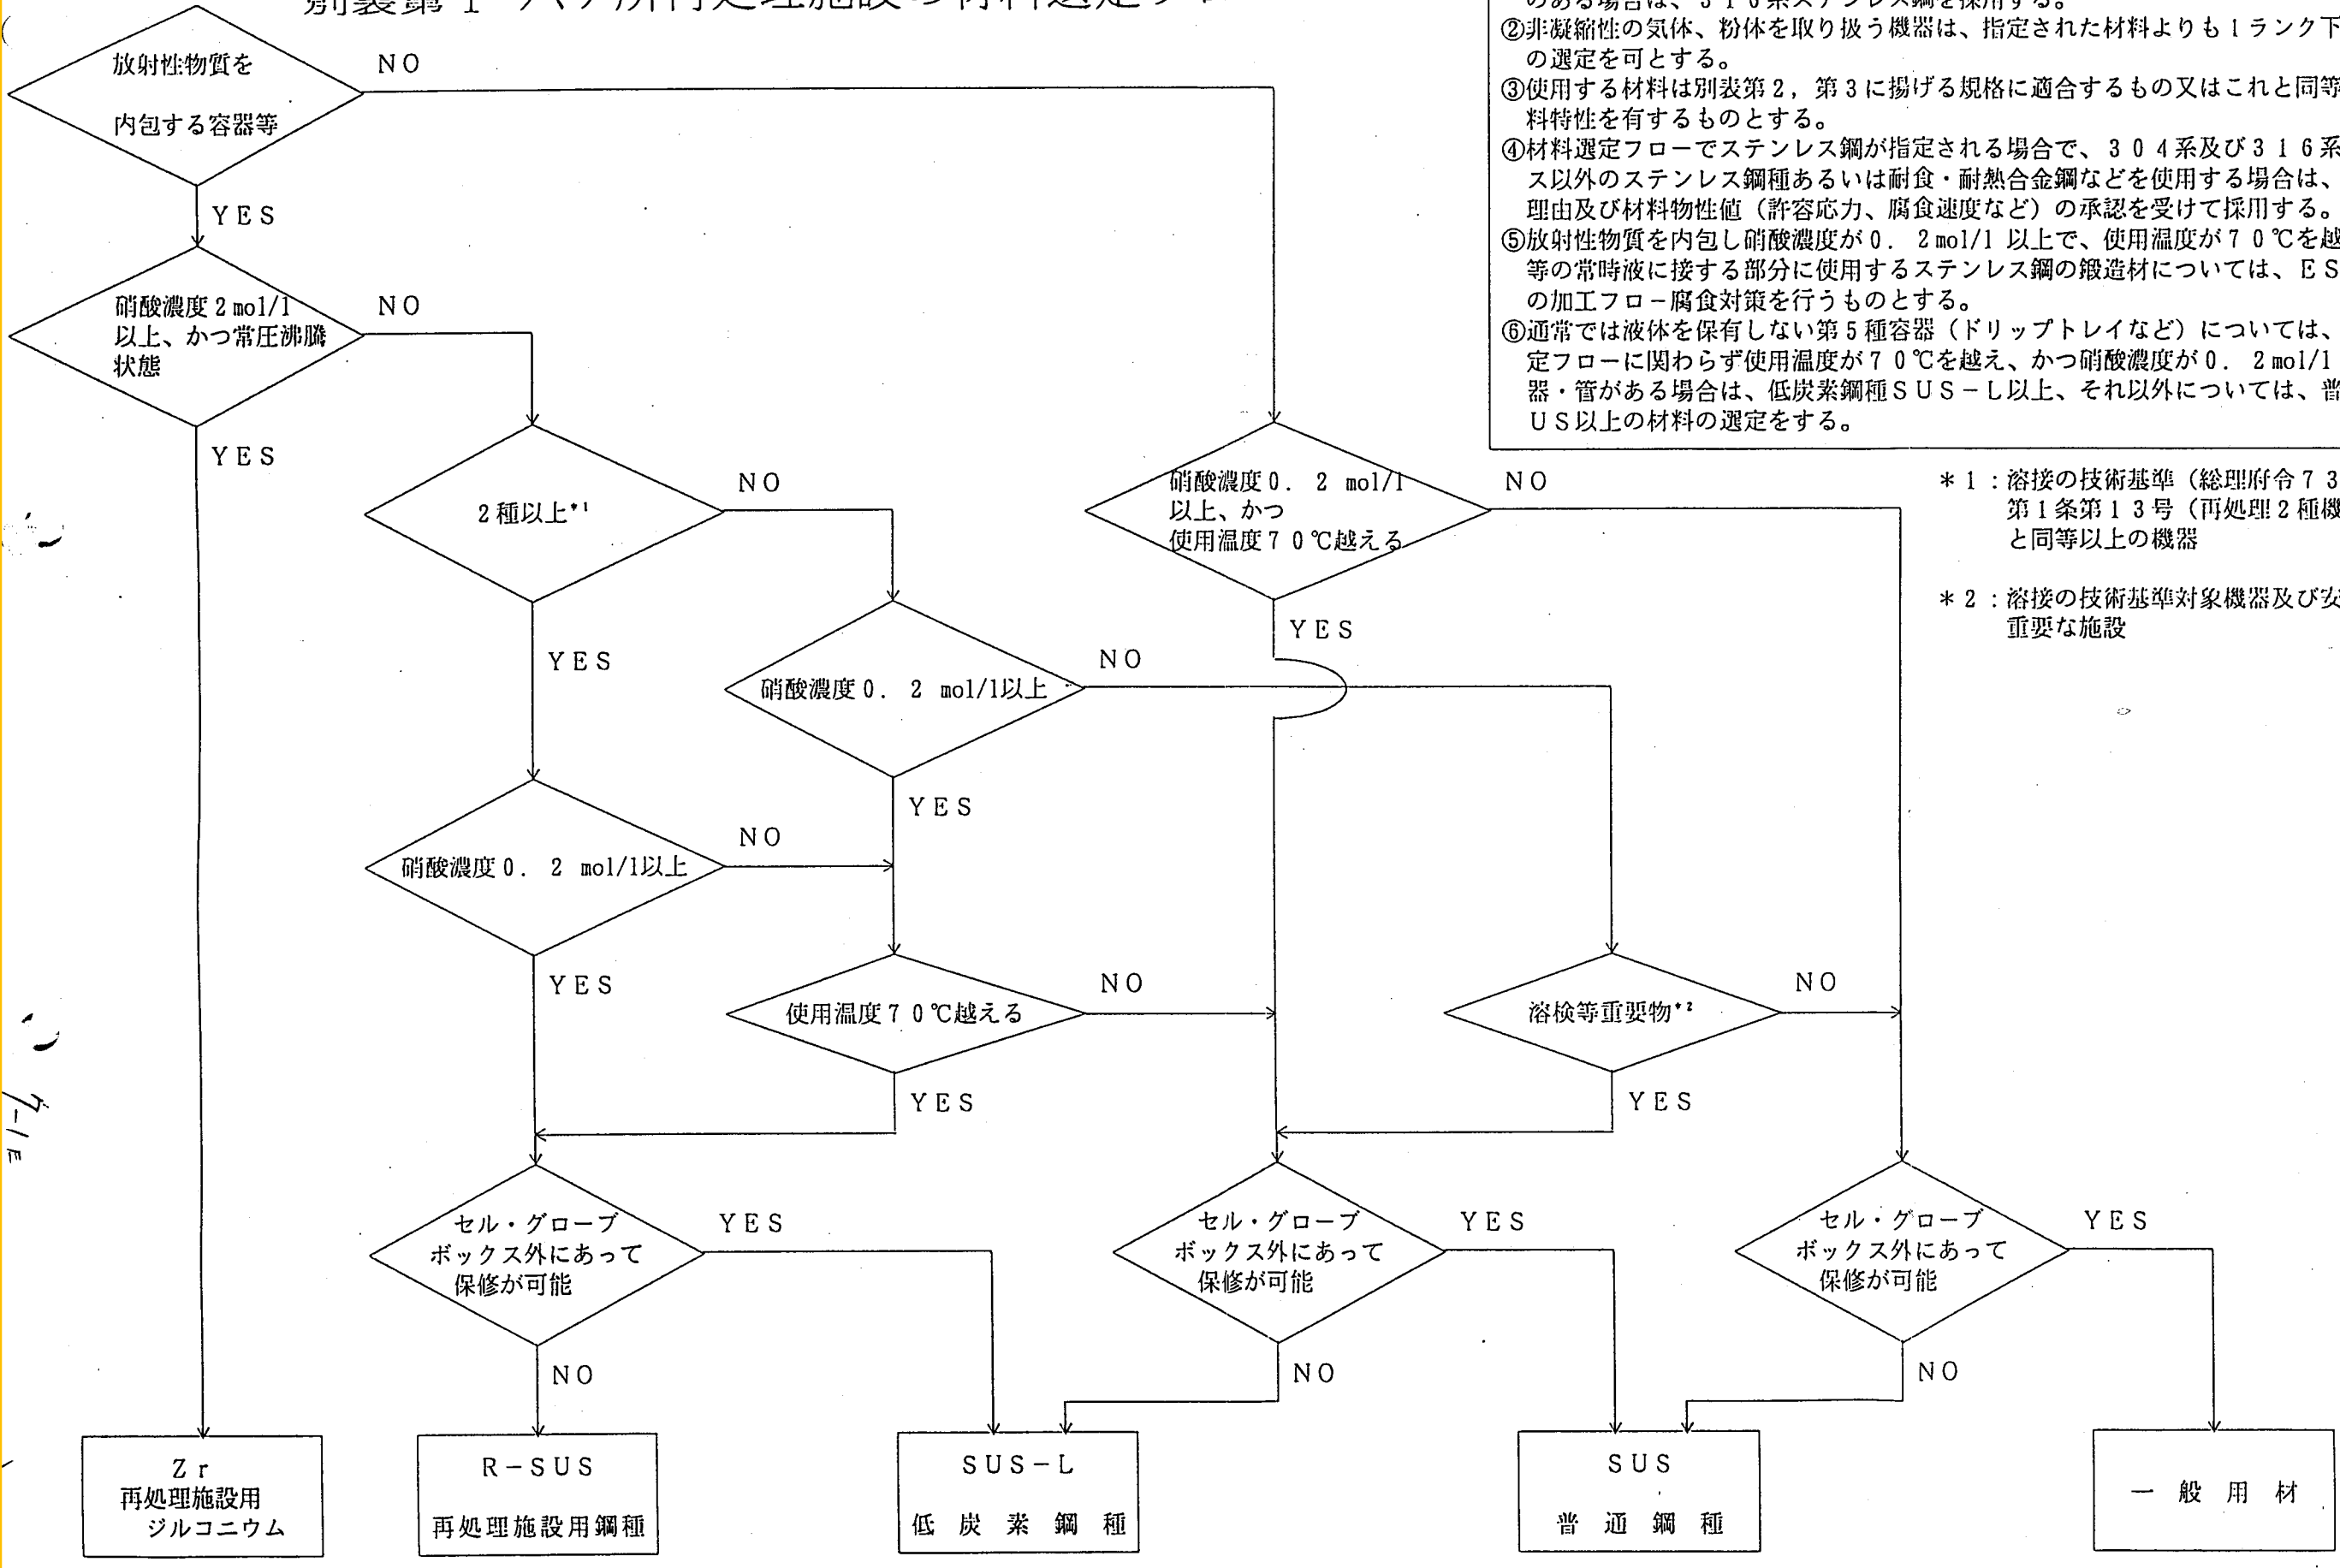 放射性物質を
内包する容器等
NO
YES
硝酸濃度2mol/l
以上、かつ常圧沸騰
状態
NO
YES
2種以上*1
NO
YES
硝酸濃度0.2 mol/l
以上、かつ
使用温度70℃越える
NO
YES
硝酸濃度0.2 mol/l以上
NO
YES
硝酸濃度0.2 mol/l以上
NO
YES
使用温度70℃越える
NO
YES
溶検等重要物*2
NO
YES
セル・グローブ
ボックス外にあって
保修が可能
YES
NO
セル・グローブ
ボックス外にあって
保修が可能
YES
NO
セル・グローブ
ボックス外にあって
保修が可能
YES
NO
Zr
再処理施設用
ジルコニウム
R-SUS
再処理施設用鋼種
SUS-L
低炭素鋼種
SUS
普通鋼種
一般用材
のある場合は、316系ステンレス鋼を採用する。
②非凝縮性の気体、粉体を取り扱う機器は、指定された材料よりも1ランク下
の選定を可とする。
③使用する材料は別装第2,第3に揚げる規格に適合するもの又はこれと同等
料特性を有するものとする。
④材料選定フローでステンレス鋼が指定される場合で、304系及び316系
ス以外のステンレス鋼種あるいは耐食・耐熱合金鋼などを使用する場合は、
理由及び材料物性値(許容応力、腐食速度など)の承認を受けて採用する。
⑤放射性物質を内包し硝酸濃度が0.2mol/l 以上で、使用温度が70℃を越
等の常時液に接する部分に使用するステンレス鋼の鍛造材については、ES
の加工フロー腐食対策を行うものとする。
⑥通常では液体を保有しない第5種容器(ドリップトレイなど)については、
定フローに関わらず使用温度が70℃を越え、かつ硝酸濃度が0.2mol/l
器・管がある場合は、低炭素鋼種SUS-L以上、それ以外については、普
US以上の材料の選定をする。
*1:溶接の技術基準(総理府令73
第1条第13号(再処理2種機
と同等以上の機器
*2:溶接の技術基準対象機器及び安
重要な施設